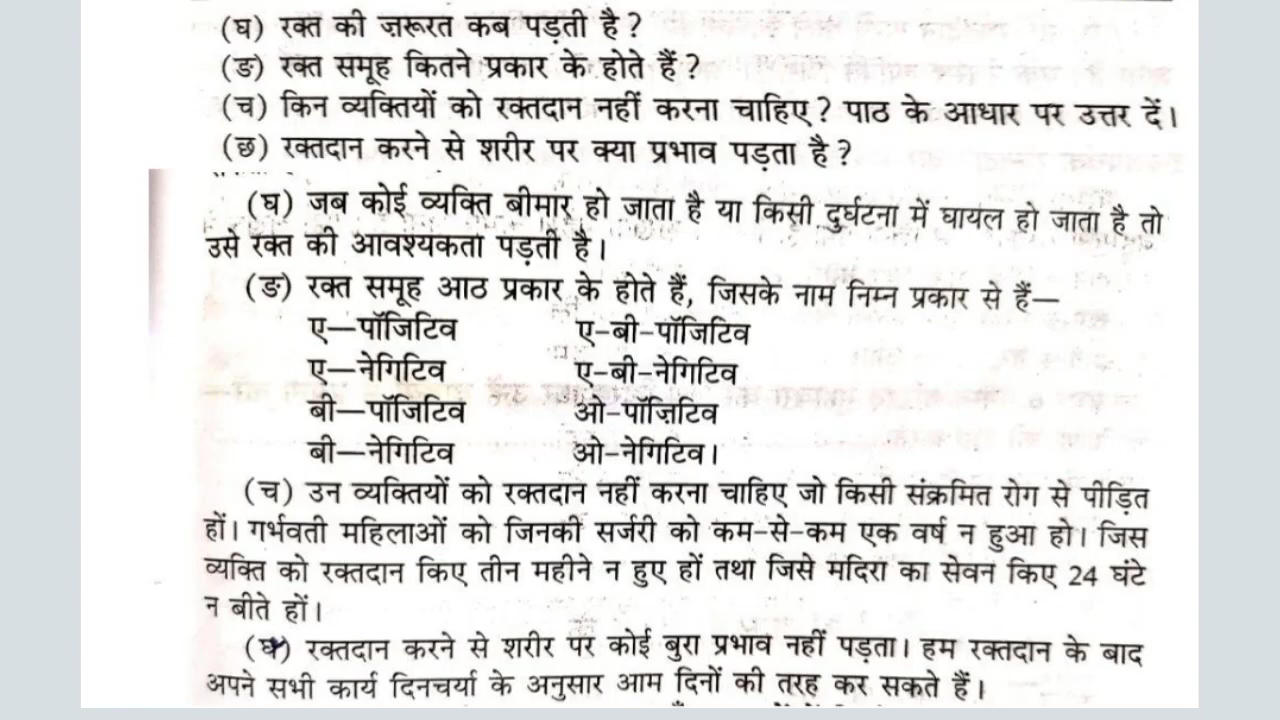 (घ) रक्त की ज़रूरत कब पड़ती है?
(ङ) रक्त समूह कितने प्रकार के होते हैं?
(च) किन व्यक्तियों को रक्तदान नहीं करना चाहिए? पाठ के आधार पर उत्तर दें।
(छ) रक्तदान करने से शरीर पर क्या प्रभाव पड़ता है?
(घ) जब कोई व्यक्ति बीमार हो जाता है या किसी दुर्घटना में घायल हो जाता है तो
उसे रक्त की आवश्यकता पड़ती है।
(ङ) रक्त समूह आठ प्रकार के होते हैं, जिसके नाम निम्न प्रकार से हैं—
ए—पॉजिटिव ए-बी-पॉजिटिव
ए—नेगिटिव ए-बी-नेगिटिव
बी—पॉजिटिव ओ-पॉज़िटिव
बी—नेगिटिव ओ-नेगिटिव।
(च) उन व्यक्तियों को रक्तदान नहीं करना चाहिए जो किसी संक्रमित रोग से पीड़ित
हों। गर्भवती महिलाओं को जिनकी सर्जरी को कम-से-कम एक वर्ष न हुआ हो। जिस
व्यक्ति को रक्तदान किए तीन महीने न हुए हों तथा जिसे मदिरा का सेवन किए 24 घंटे
न बीते हों।
रक्तदान करने से शरीर पर कोई बुरा प्रभाव नहीं पड़ता। हम रक्तदान के बाद
अपने सभी कार्य दिनचर्या के अनुसार आम दिनों की तरह कर सकते हैं।